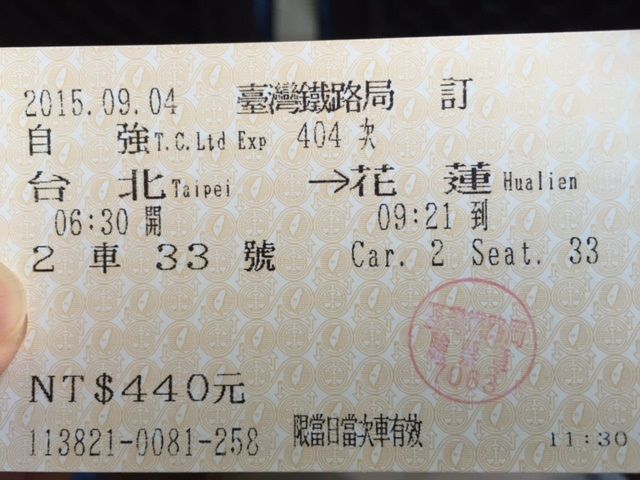 2015.09.04 臺灣鐵路局 訂
自 強 T.C.Ltd Exp 404 次
台 北 Taipei →花 蓮 Hualien
06:30 開 09:21 到
2 車 33 號 Car. 2 Seat. 33
7063
NT$440元
113821-0081-258 限當日當次車有效 11:30